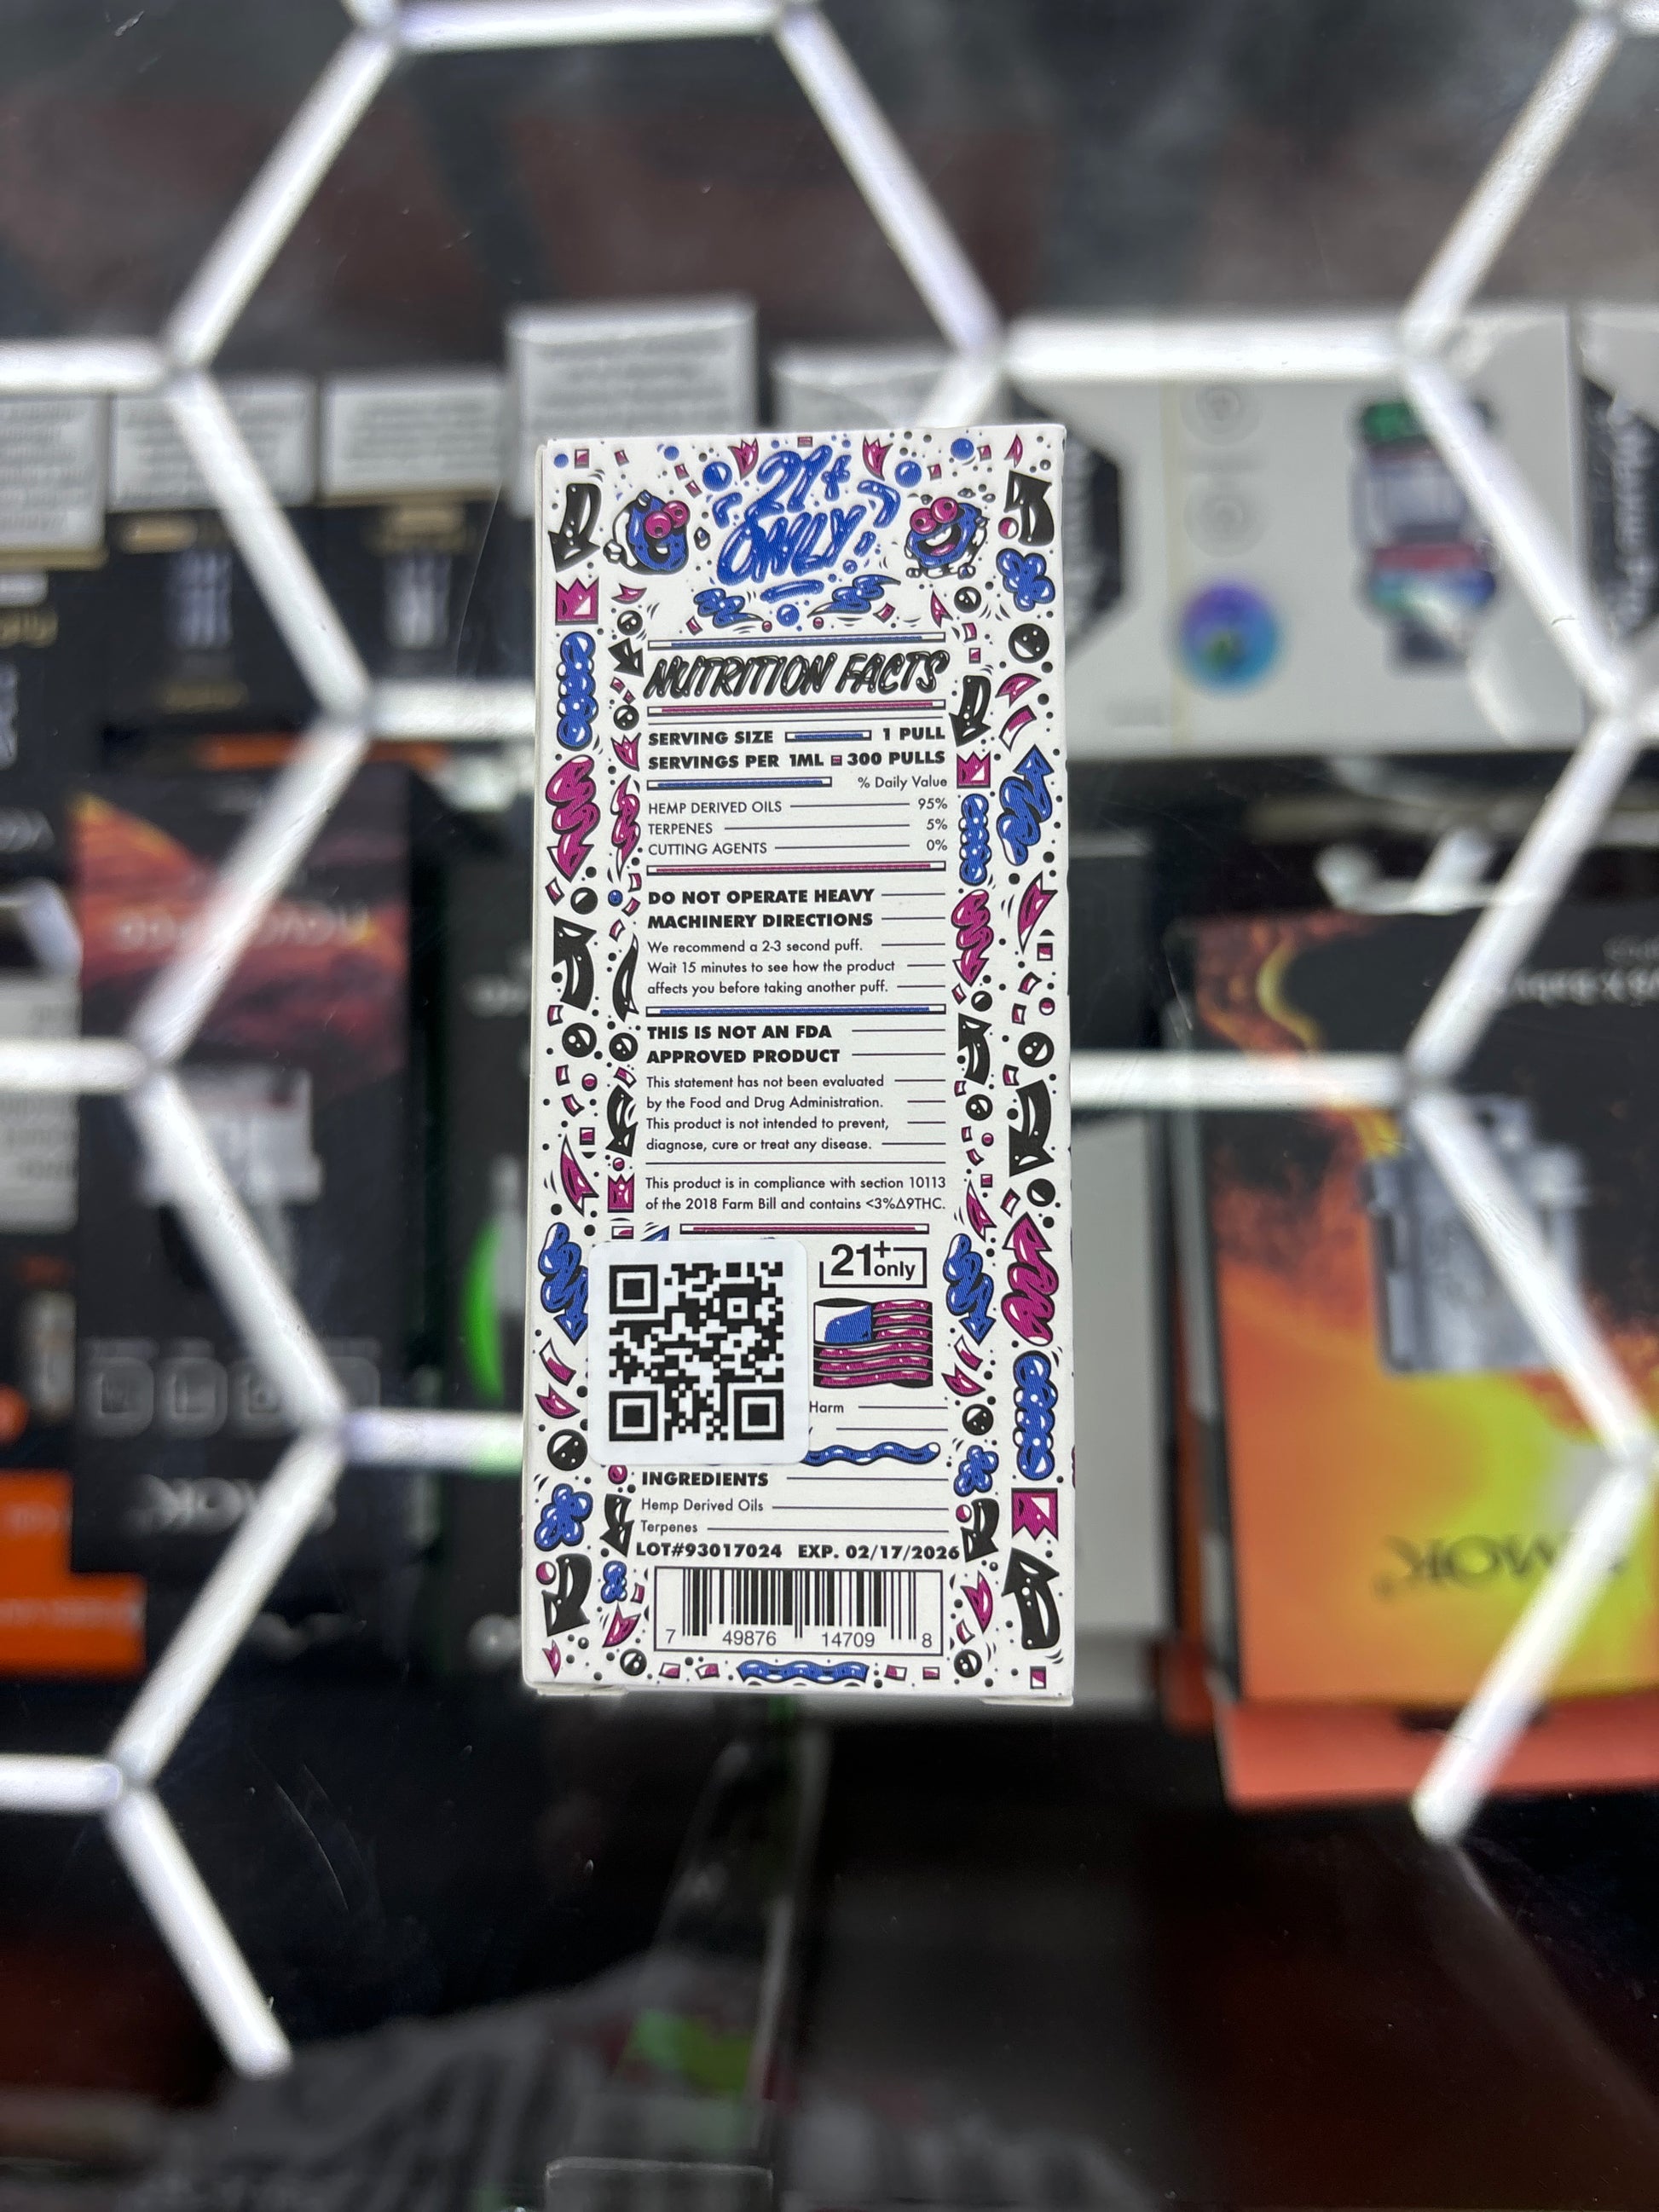 21+
ONLY!
NUTRITION FACTS
SERVING SIZE 1 PULL
SERVINGS PER 1ML = 300 PULLS
% Daily Value
HEMP DERIVED OILS 95%
TERPENES 5%
CUTTING AGENTS 0%
DO NOT OPERATE HEAVY
MACHINERY DIRECTIONS
We recommend a 2-3 second puff.
Wait 15 minutes to see how the product
affects you before taking another puff.
THIS IS NOT AN FDA
APPROVED PRODUCT
This statement has not been evaluated
by the Food and Drug Administration.
This product is not intended to prevent,
diagnose, cure or treat any disease.
This product is in compliance with section 10113
of the 2018 Farm Bill and contains <3%Δ9THC.
21+ only
Harm
INGREDIENTS
Hemp Derived Oils
Terpenes
LOT#93017024 EXP. 02/17/2026
7 49876 14709 8
SMOK